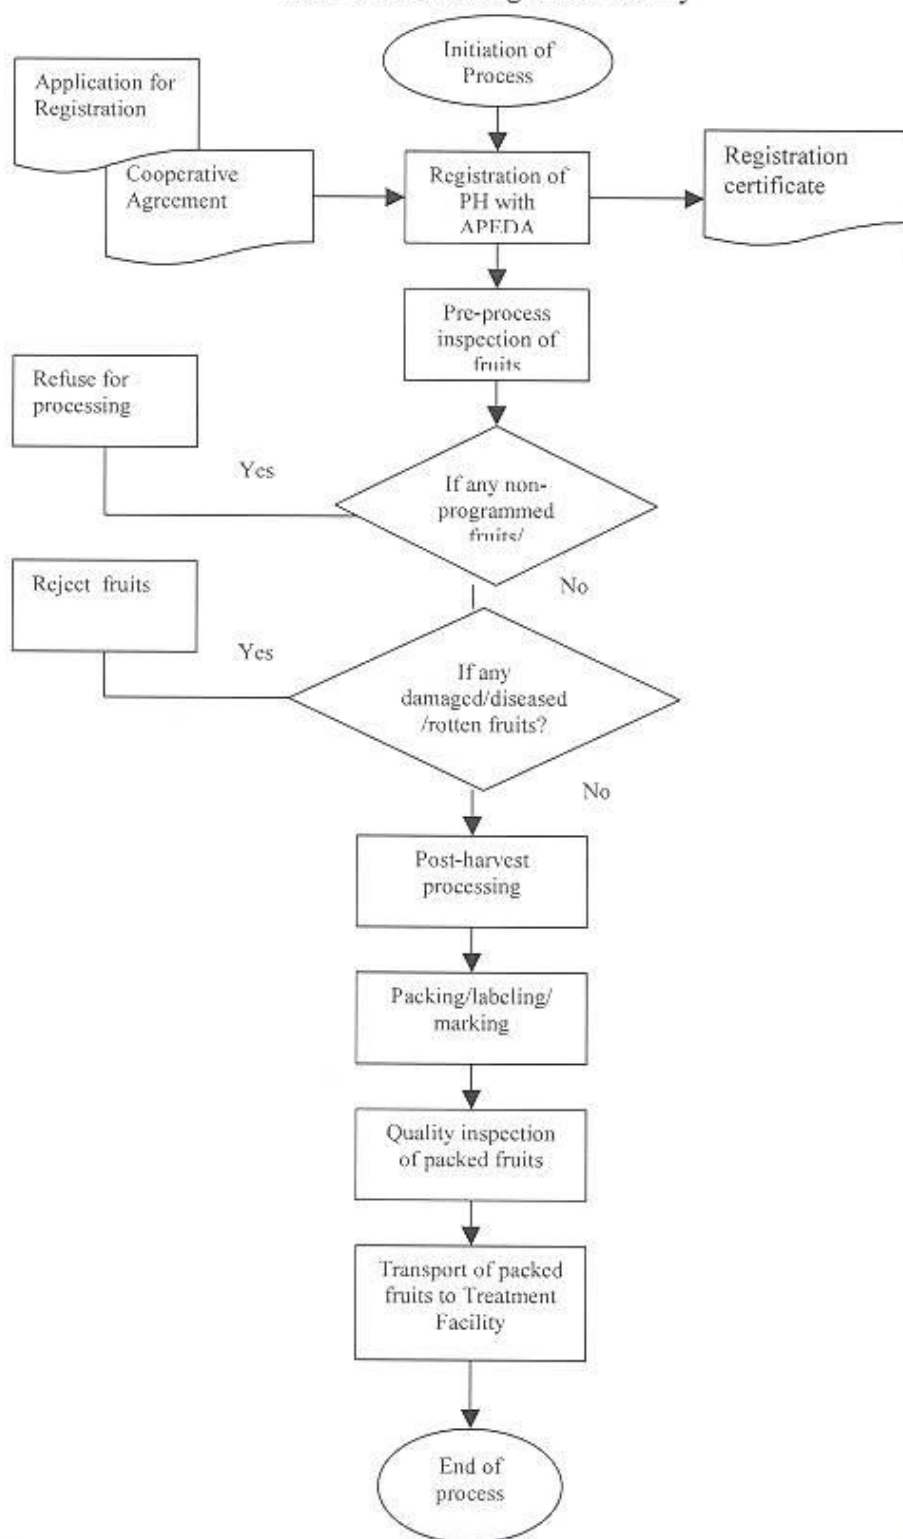 Initiation of
Process
Application for
Registration
Cooperative
Agreement
Registration of
PH with
APEDA
Registration
certificate
Pre-process
inspection of
fruits
Refuse for
processing
Yes
If any non-
programmed
fruits/
No
Reject fruits
Yes
If any
damaged/diseased
/rotten fruits?
No
Post-harvest
processing
Packing/labeling/
marking
Quality inspection
of packed fruits
Transport of packed
fruits to Treatment
Facility
End of
process